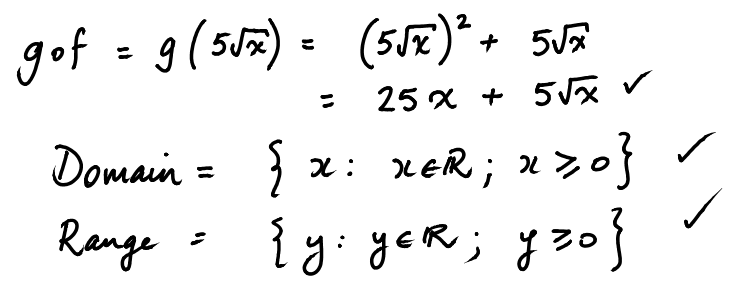 gof = g(5√x) = (5√x)² + 5√x
= 25x + 5√x ✓
Domain = { x: x∈ℝ; x ≥ 0} ✓
Range = { y: y∈ℝ; y ≥ 0} ✓